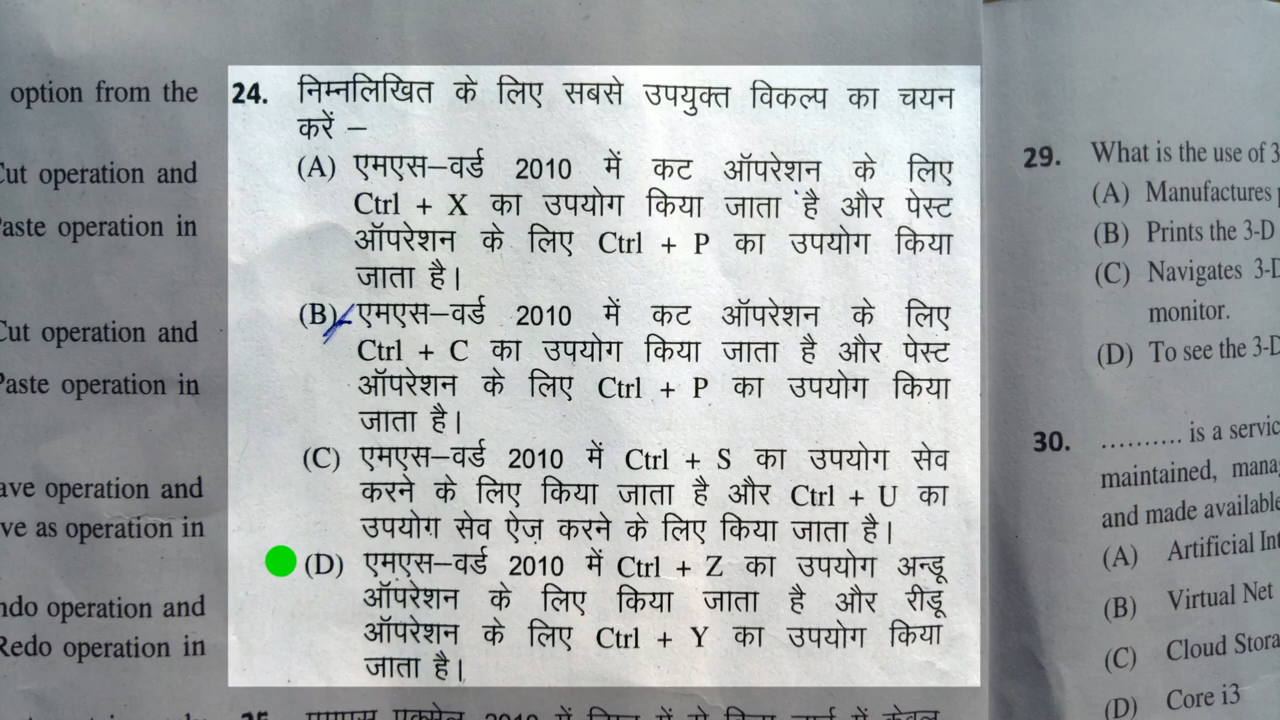 option from the
Cut operation and
Paste operation in
Cut operation and
Paste operation in
ave operation and
ve as operation in
ndo operation and
Redo operation in
24. निम्नलिखित के लिए सबसे उपयुक्त विकल्प का चयन
करें –
(A) एमएस–वर्ड 2010 में कट ऑपरेशन के लिए
Ctrl + X का उपयोग किया जाता है और पेस्ट
ऑपरेशन के लिए Ctrl + P का उपयोग किया
जाता है।
(B) एमएस–वर्ड 2010 में कट ऑपरेशन के लिए
Ctrl + C का उपयोग किया जाता है और पेस्ट
ऑपरेशन के लिए Ctrl + P का उपयोग किया
जाता है।
(C) एमएस–वर्ड 2010 में Ctrl + S का उपयोग सेव
करने के लिए किया जाता है और Ctrl + U का
उपयोग सेव ऐज़ करने के लिए किया जाता है।
(D) एमएस–वर्ड 2010 में Ctrl + Z का उपयोग अन्डू
ऑपरेशन के लिए किया जाता है और रीडू
ऑपरेशन के लिए Ctrl + Y का उपयोग किया
जाता है।
29. What is the use of 3
(A) Manufactures
(B) Prints the 3-D
(C) Navigates 3-D
monitor.
(D) To see the 3-D
30. .......... is a servic
maintained, mana
and made available
(A) Artificial Int
(B) Virtual Net
(C) Cloud Stora
(D) Core i3